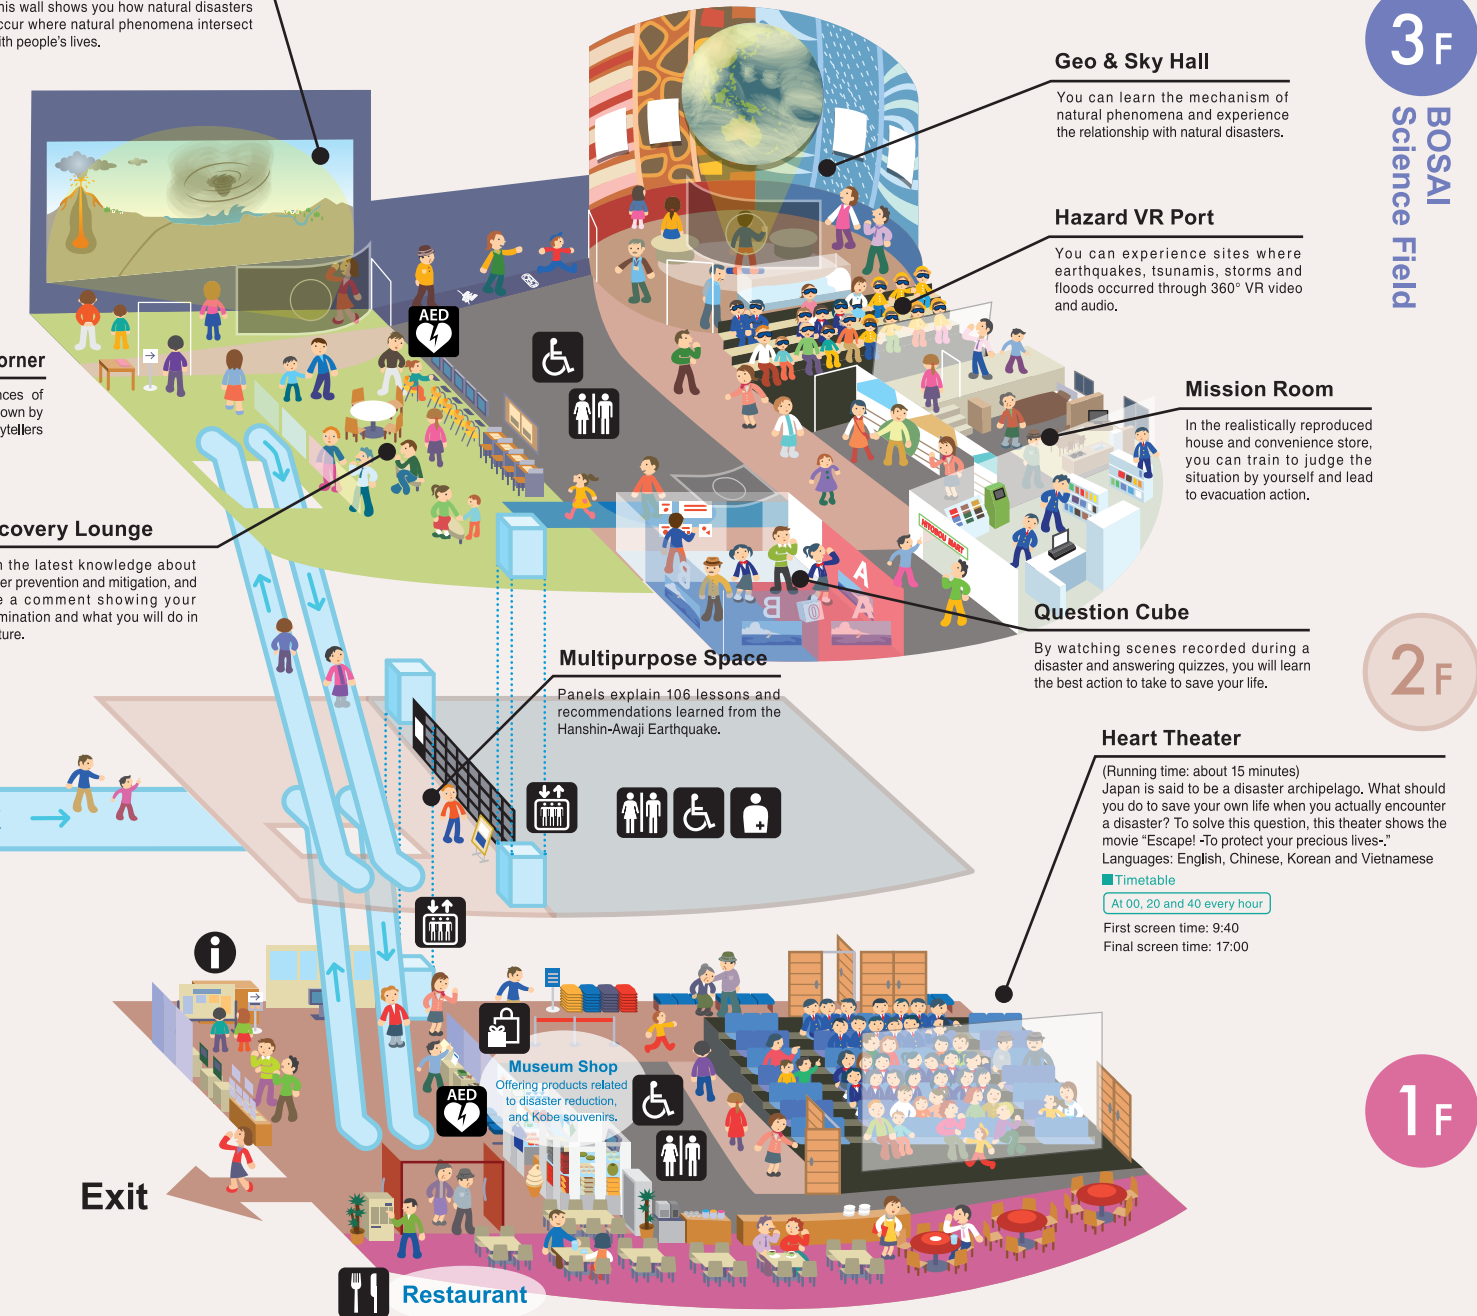 his wall shows you how natural disasters
ccur where natural phenomena intersect
ith people's lives.
3F
BOSAI
Science Field
Geo & Sky Hall
You can learn the mechanism of
natural phenomena and experience
the relationship with natural disasters.
Hazard VR Port
You can experience sites where
earthquakes, tsunamis, storms and
floods occurred through 360° VR video
and audio.
AED
orner
nces of
own by
rytellers
Mission Room
In the realistically reproduced
house and convenience store,
you can train to judge the
situation by yourself and lead
to evacuation action.
covery Lounge
n the latest knowledge about
er prevention and mitigation, and
e a comment showing your
mination and what you will do in
ture.
HITOBOU MART
A
B
A
Question Cube
By watching scenes recorded during a
disaster and answering quizzes, you will learn
the best action to take to save your life.
2F
Multipurpose Space
Panels explain 106 lessons and
recommendations learned from the
Hanshin-Awaji Earthquake.
Heart Theater
(Running time: about 15 minutes)
Japan is said to be a disaster archipelago. What should
you do to save your own life when you actually encounter
a disaster? To solve this question, this theater shows the
movie “Escape! -To protect your precious lives-.”
Languages: English, Chinese, Korean and Vietnamese
Timetable
At 00, 20 and 40 every hour
First screen time: 9:40
Final screen time: 17:00
i
Museum Shop
Offering products related
to disaster reduction,
and Kobe souvenirs.
AED
1F
Exit
Restaurant